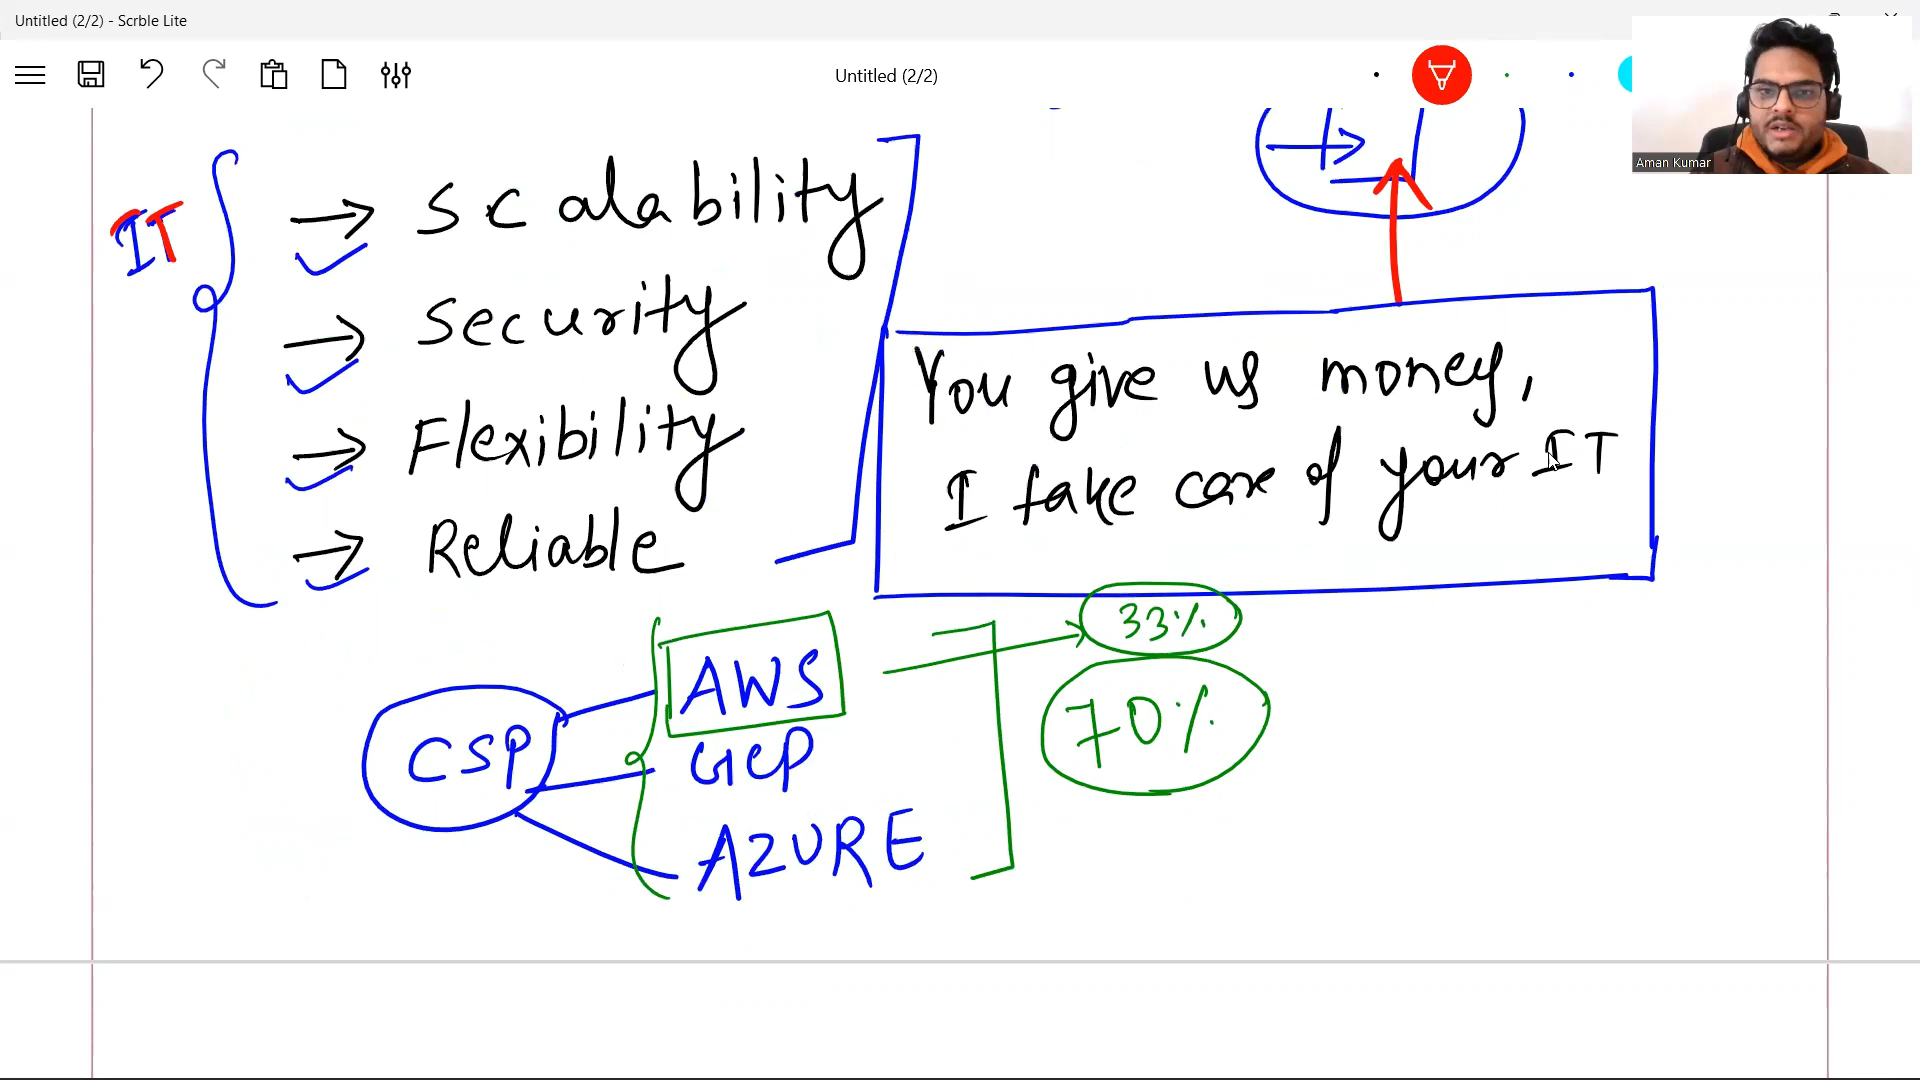 Untitled (2/2) - Scrble Lite
Untitled (2/2)
Aman Kumar
IT
Scalability
Security
Flexibility
Reliable
You give us money,
I take care of your IT
CSP
AWS
GCP
AZURE
33%
70%